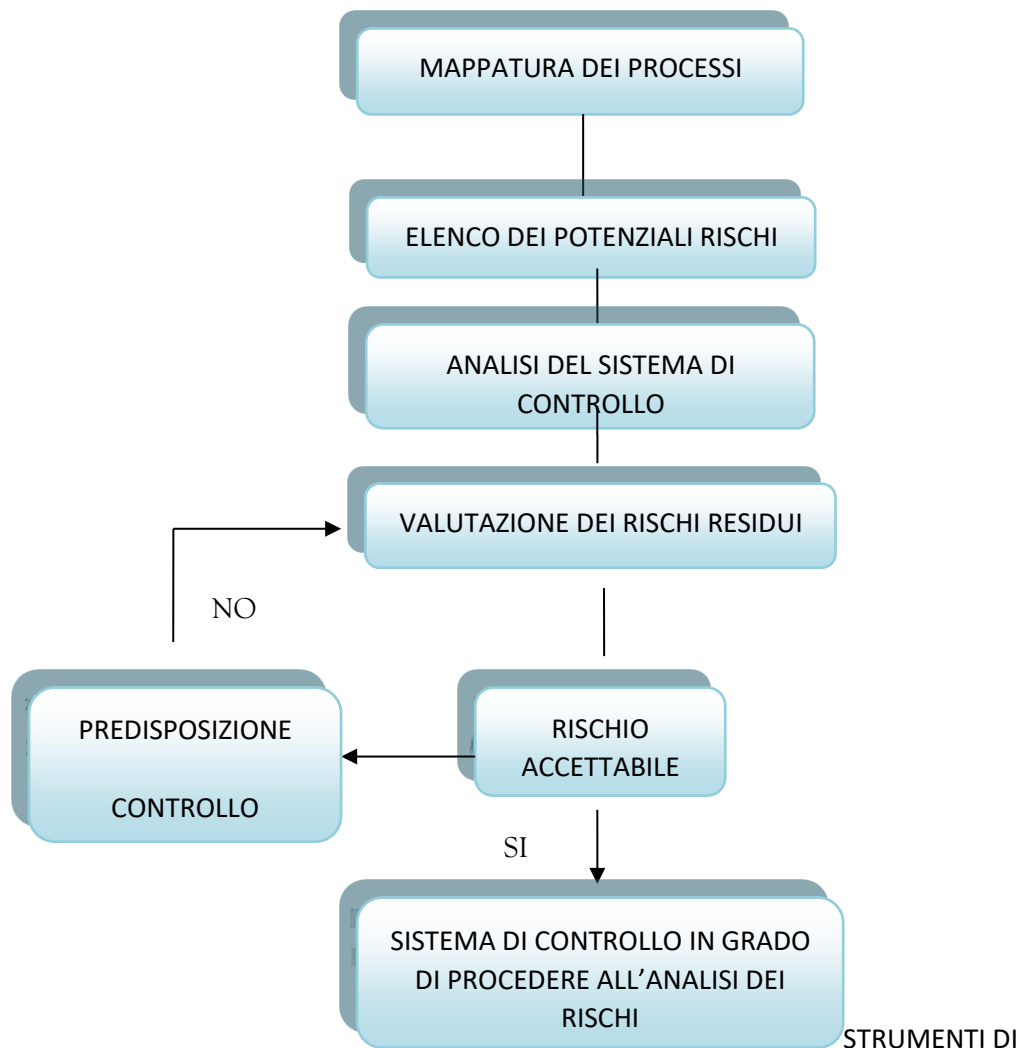 MAPPATURA DEI PROCESSI
ELENCO DEI POTENZIALI RISCHI
ANALISI DEL SISTEMA DI
CONTROLLO
VALUTAZIONE DEI RISCHI RESIDUI
NO
PREDISPOSIZIONE
CONTROLLO
RISCHIO
ACCETTABILE
SI
SISTEMA DI CONTROLLO IN GRADO
DI PROCEDERE ALL’ANALISI DEI
RISCHI
STRUMENTI DI